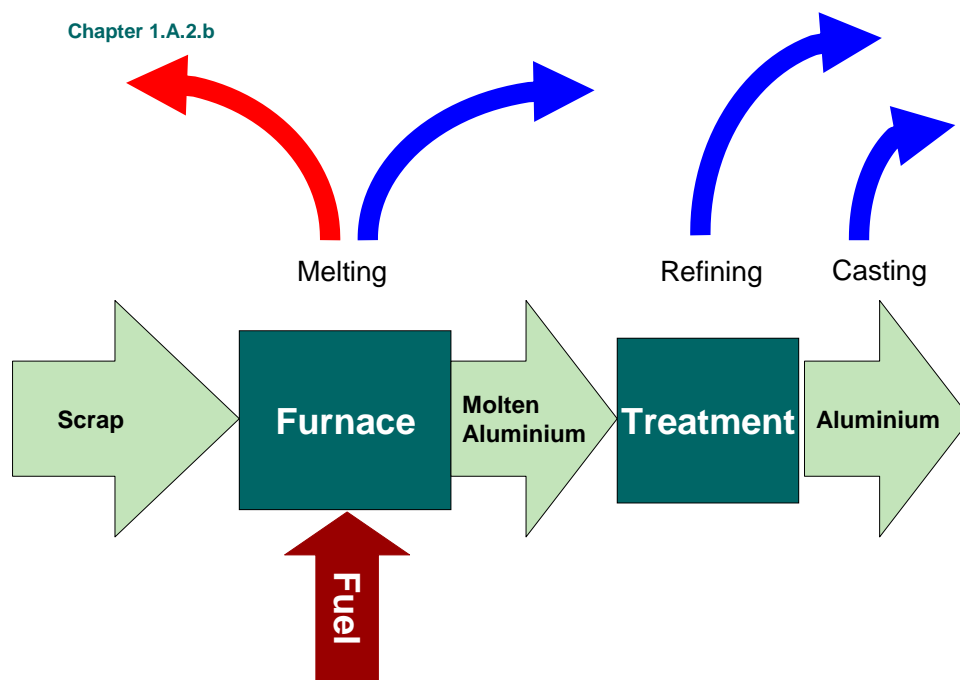 Chapter 1.A.2.b
Melting
Refining
Casting
Scrap
Furnace
Molten
Aluminium
Treatment
Aluminium
Fuel